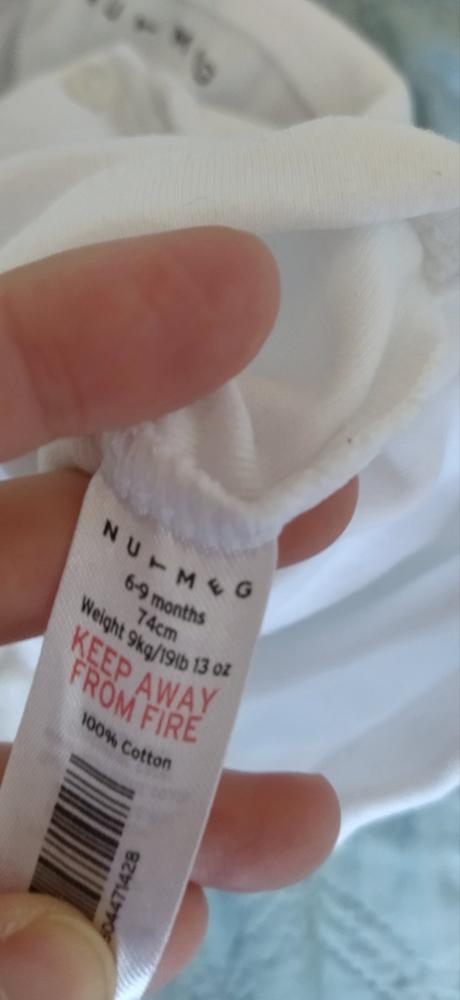 NUTMEG
6-9 months
74cm
Weight 9kg/19lb 13 oz
KEEP AWAY
FROM FIRE
100% Cotton